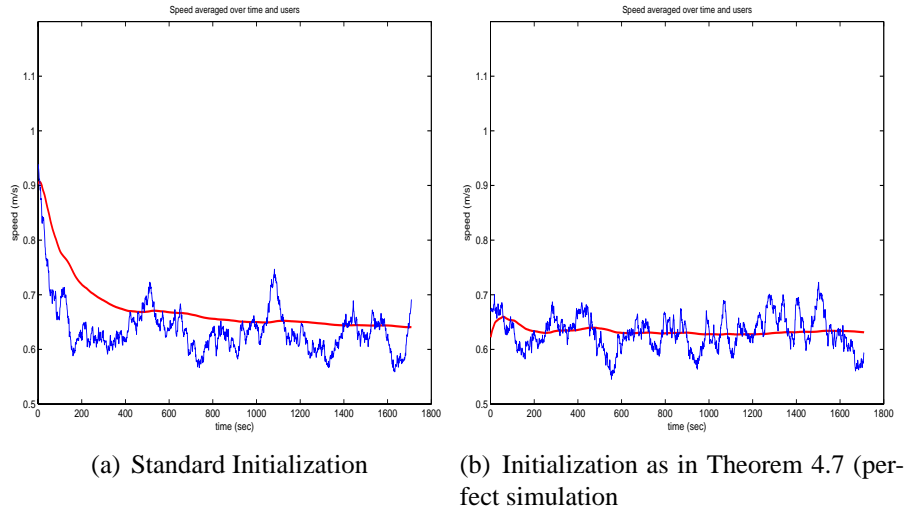 Speed averaged over time and users
1.1
1
0.9
0.8
0.7
0.6
0.5
speed (m/s)
0 200 400 600 800 1000 1200 1400 1600 1800
time (sec)
(a) Standard Initialization
Speed averaged over time and users
1.1
1
0.9
0.8
0.7
0.6
0.5
speed (m/s)
0 200 400 600 800 1000 1200 1400 1600 1800
time (sec)
(b) Initialization as in Theorem 4.7 (per-
fect simulation